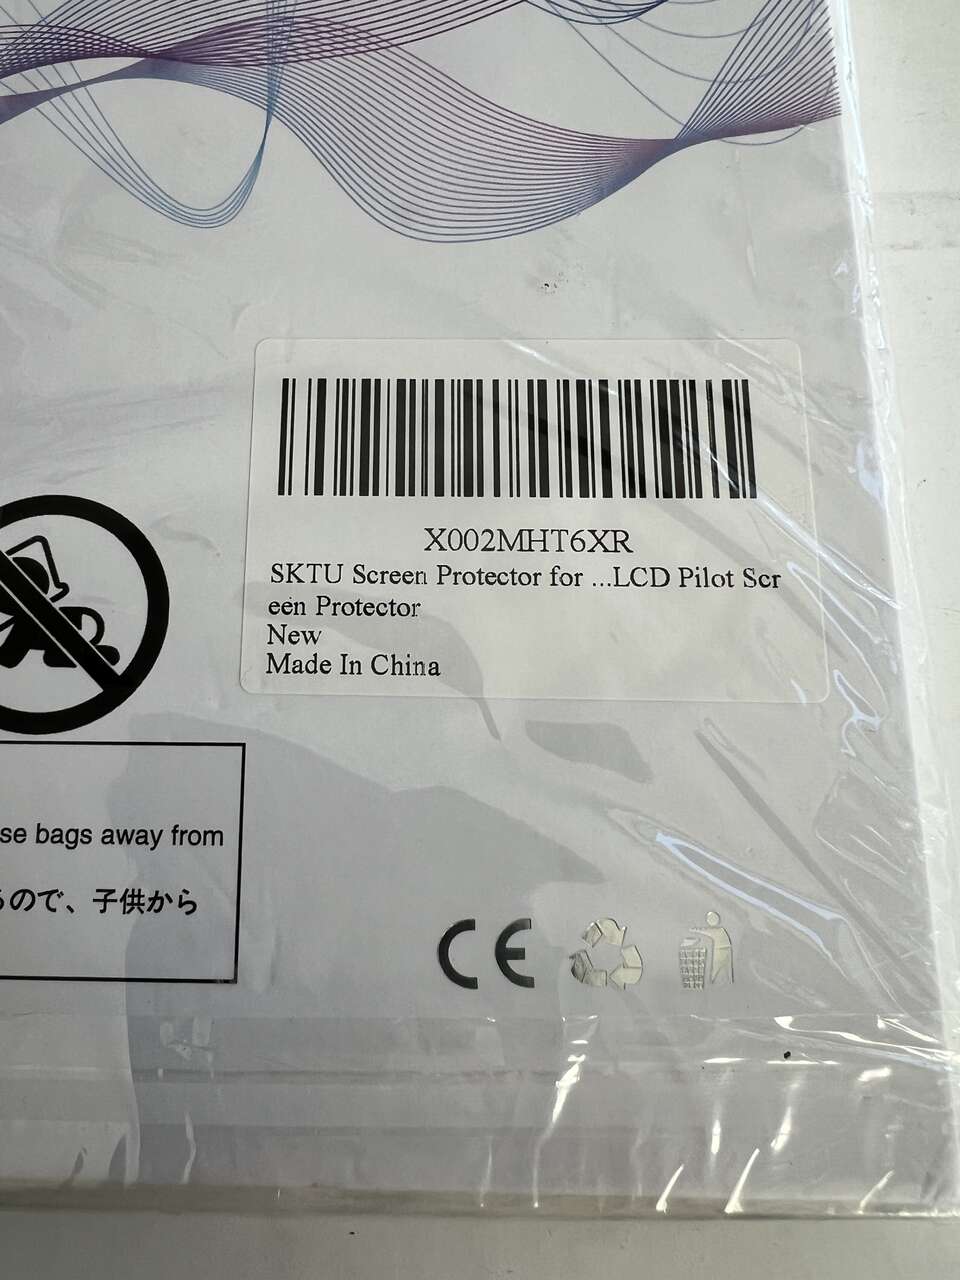 X002MHT6XR
SKTU Screen Protector for ...LCD Pilot Scr
een Protector
New
Made In China
bags away from
ので、子供から
CE